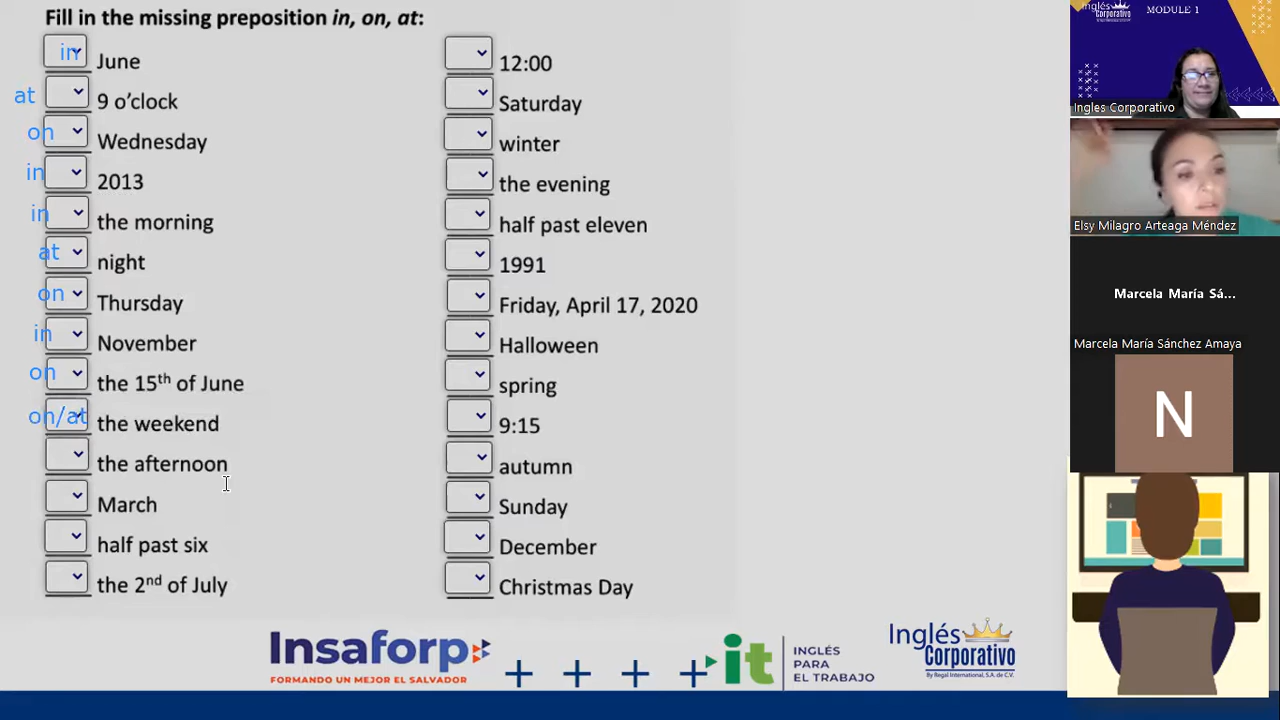 Fill in the missing preposition in, on, at:
in June
at 9 o'clock
on Wednesday
in 2013
in the morning
at night
on Thursday
in November
on the 15th of June
on/at the weekend
the afternoon
March
half past six
the 2nd of July
12:00
Saturday
winter
the evening
half past eleven
1991
Friday, April 17, 2020
Halloween
spring
9:15
autumn
Sunday
December
Christmas Day
Insaforp
FORMANDO UN MEJOR EL SALVADOR
it
INGLÉS
PARA
EL TRABAJO
Inglés
Corporativo
By Regal International, S.A. de C.V.
Inglés
Corporativo
MODULE 1
Ingles Corporativo
Elsy Milagro Arteaga Méndez
Marcela María Sá...
Marcela María Sánchez Amaya
N